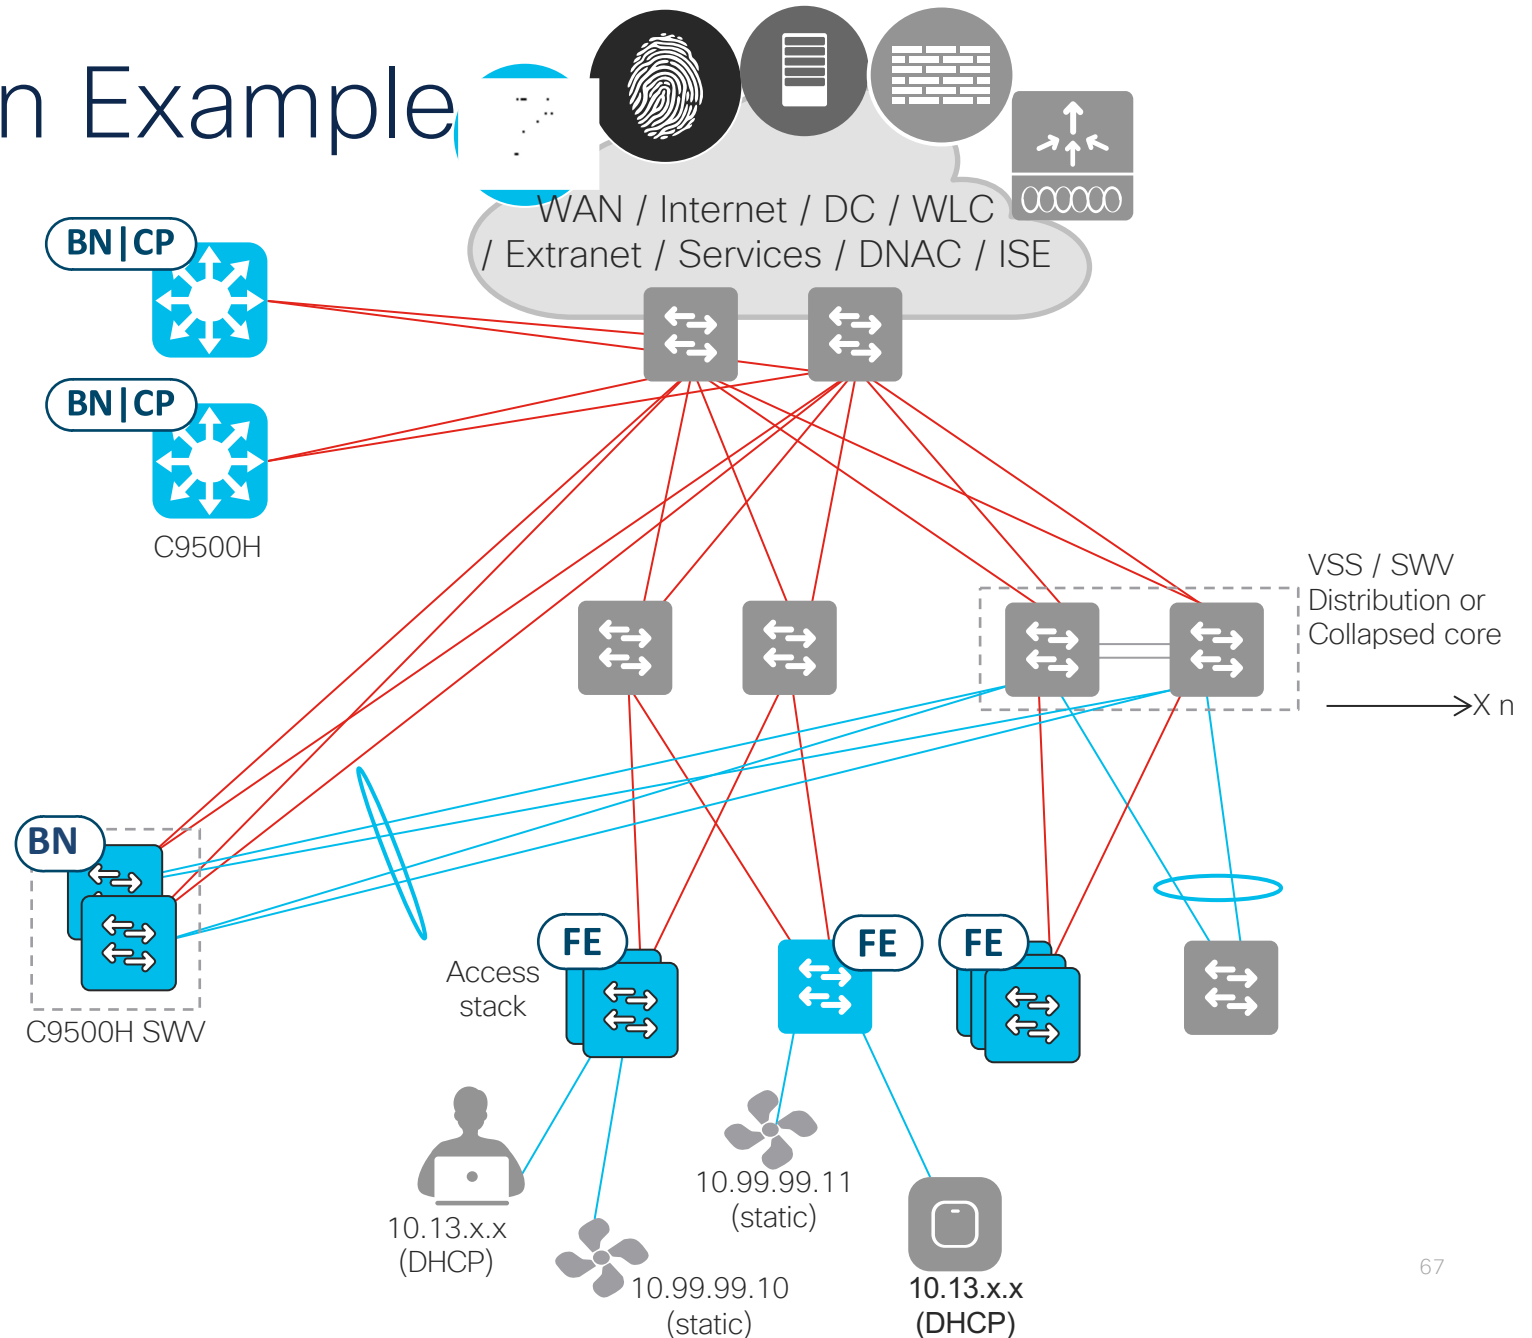 n Example
WAN / Internet / DC / WLC
/ Extranet / Services / DNAC / ISE
BN|CP
BN|CP
C9500H
VSS / SWV
Distribution or
Collapsed core
X n
BN
C9500H SWV
Access
stack
FE
FE
FE
10.13.x.x
(DHCP)
10.99.99.10
(static)
10.99.99.11
(static)
10.13.x.x
(DHCP)
67